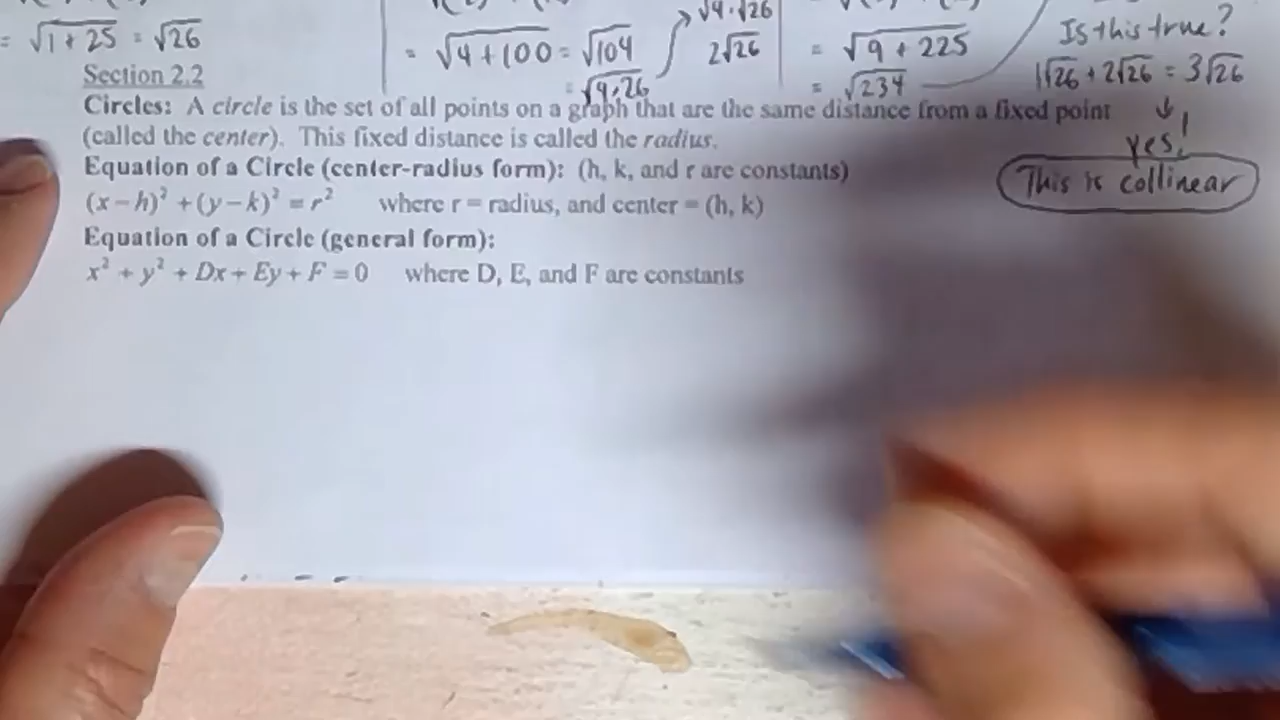 = √1+25 = √26
= √4+100 = √104
= √4·26
√4·√26
2√26
= √9+225
= √234
Is this true?
1√26 + 2√26 = 3√26
yes!
This is collinear
Section 2.2
Circles: A circle is the set of all points on a graph that are the same distance from a fixed point
(called the center). This fixed distance is called the radius.
Equation of a Circle (center-radius form): (h, k, and r are constants)
(x-h)² + (y-k)² = r² where r = radius, and center = (h, k)
Equation of a Circle (general form):
x² + y² + Dx + Ey + F = 0 where D, E, and F are constants